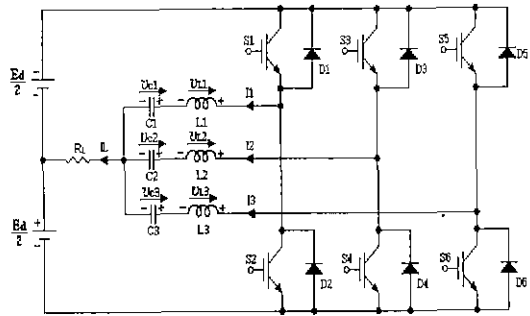 S1
S3
S5
Ed
2
D1
D3
D5
Uc1
UL1
I1
C1
L1
RL
IL
Uc2
UL2
I2
C2
L2
Uc3
UL3
I3
C3
L3
Ed
2
S2
S4
S6
D2
D4
D6